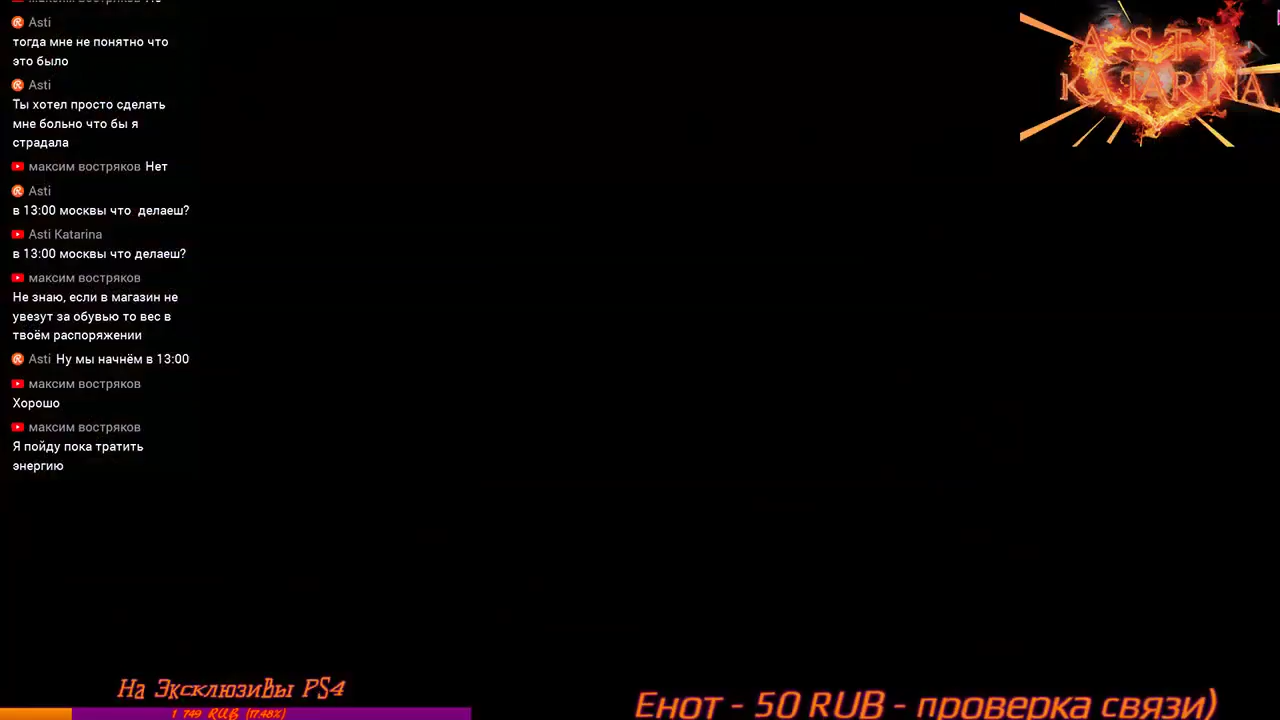 Asti
тогда мне не понятно что
это было
Asti
Ты хотел просто сделать
мне больно что бы я
страдала
максим востряков Нет
Asti
в 13:00 москвы что делаеш?
Asti Katarina
в 13:00 москвы что делаеш?
максим востряков
Не знаю, если в магазин не
увезут за обувью то вес в
твоём распоряжении
Asti Ну мы начнём в 13:00
максим востряков
Хорошо
максим востряков
Я пойду пока тратить
энергию
ASTI
KATARINA
На Эксклюзивы PS4
1 749 RUB (17.48%)
Енот - 50 RUB - проверка связи)